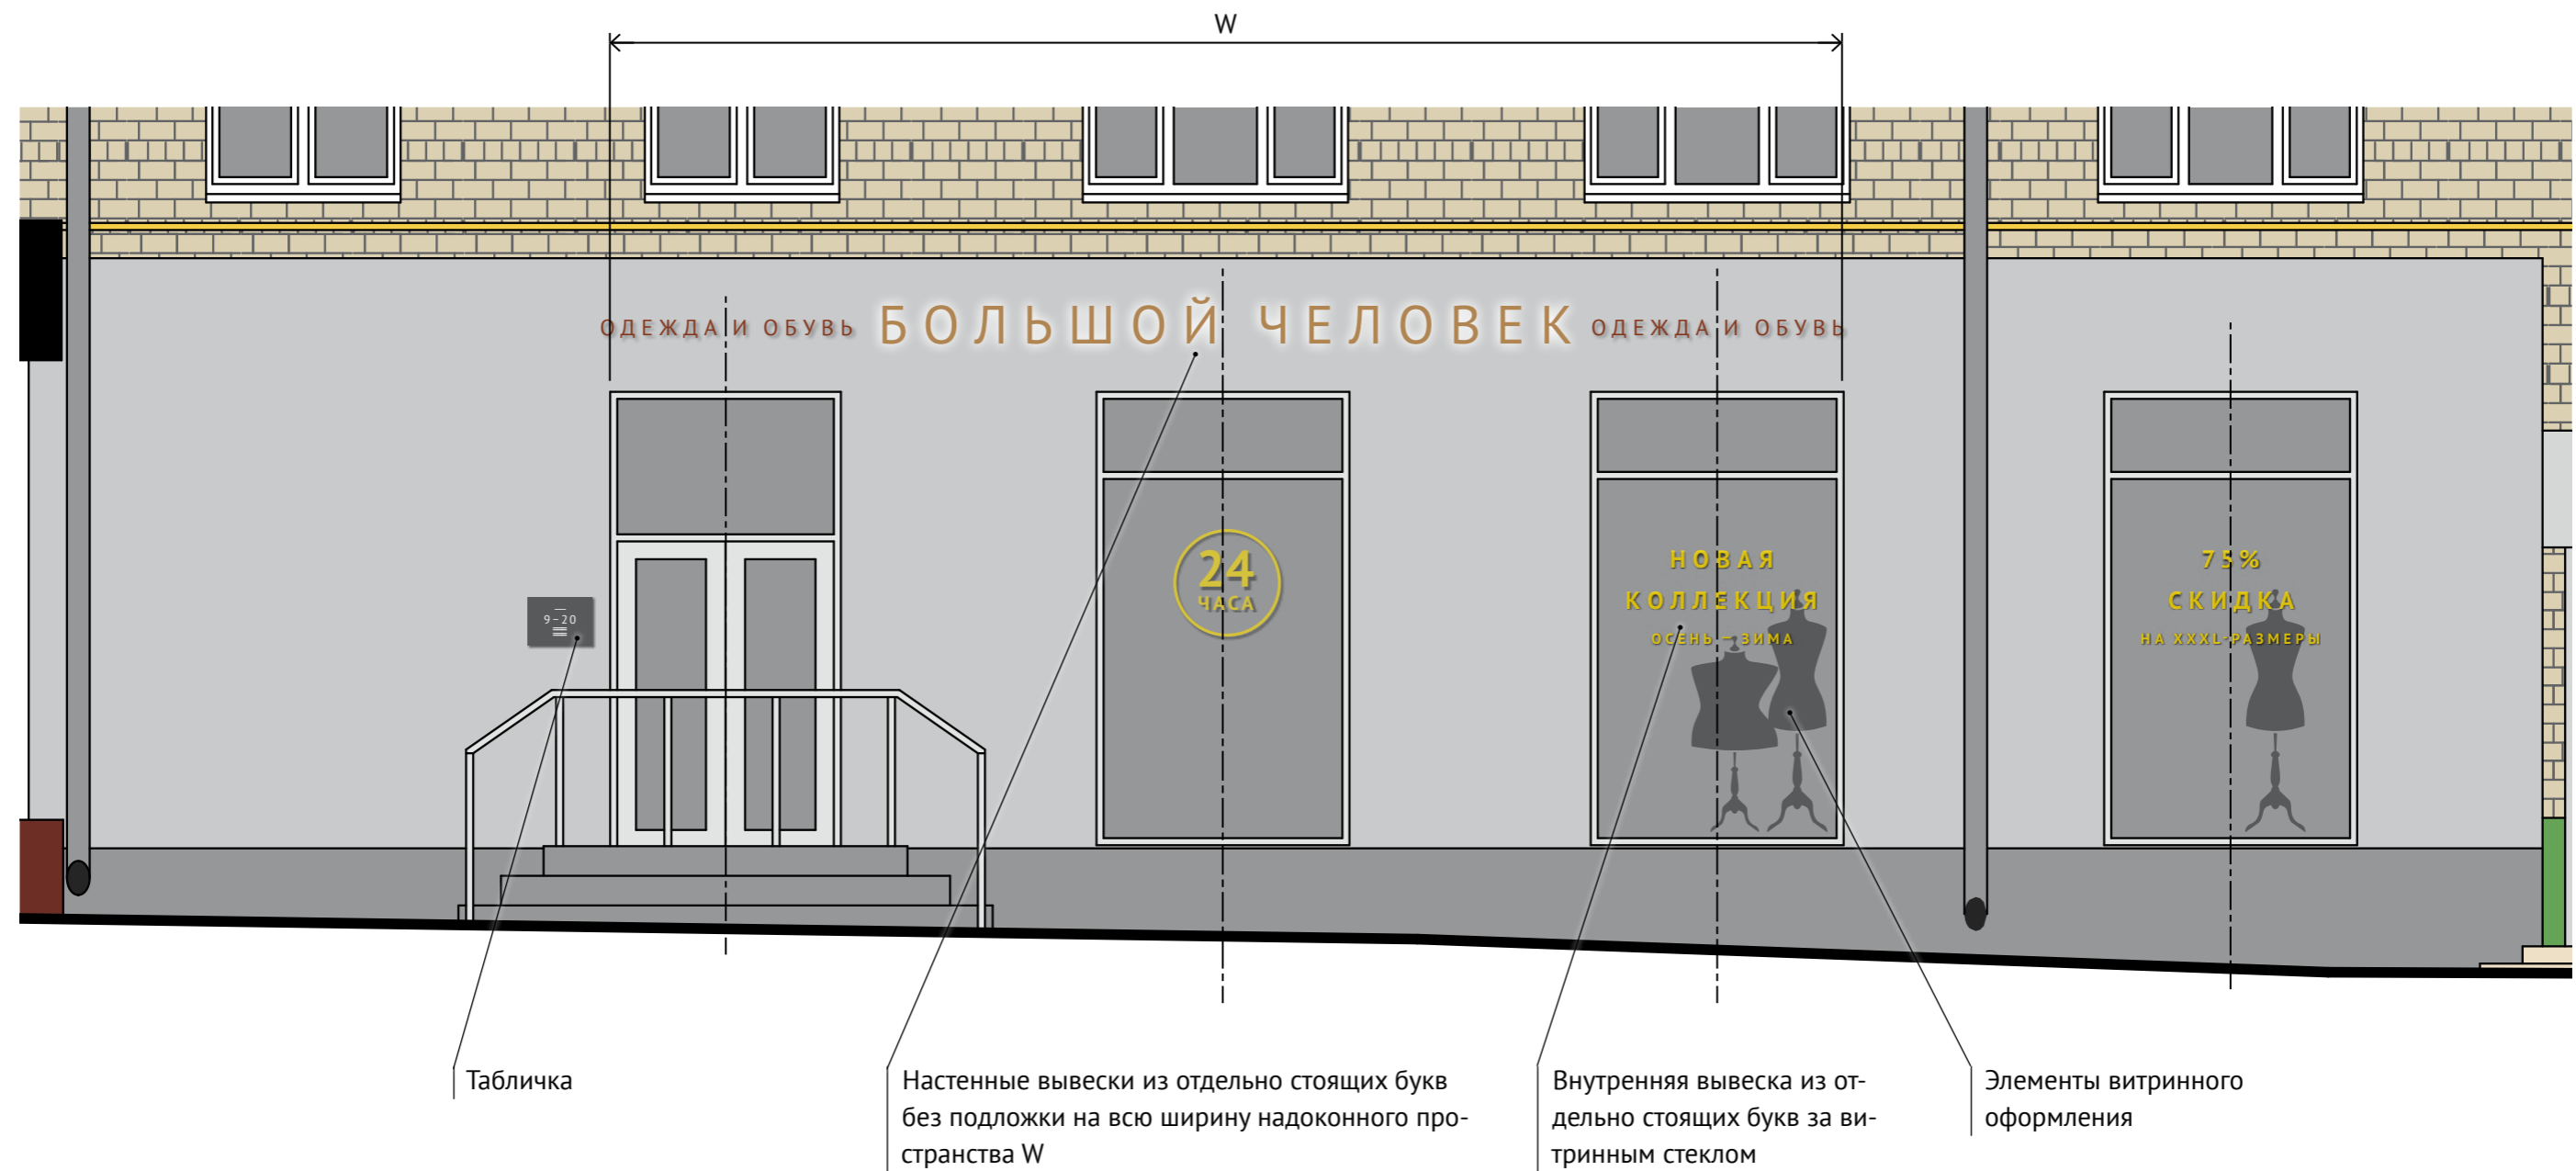 W
ОДЕЖДА И ОБУВЬ БОЛЬШОЙ ЧЕЛОВЕК ОДЕЖДА И ОБУВЬ
9–20
24
ЧАСА
НОВАЯ
КОЛЛЕКЦИЯ
ОСЕНЬ – ЗИМА
75%
СКИДКА
НА XXXL-РАЗМЕРЫ
Табличка
Настенные вывески из отдельно стоящих букв
без подложки на всю ширину надоконного про-
странства W
Внутренняя вывеска из от-
дельно стоящих букв за ви-
тринным стеклом
Элементы витринного
оформления